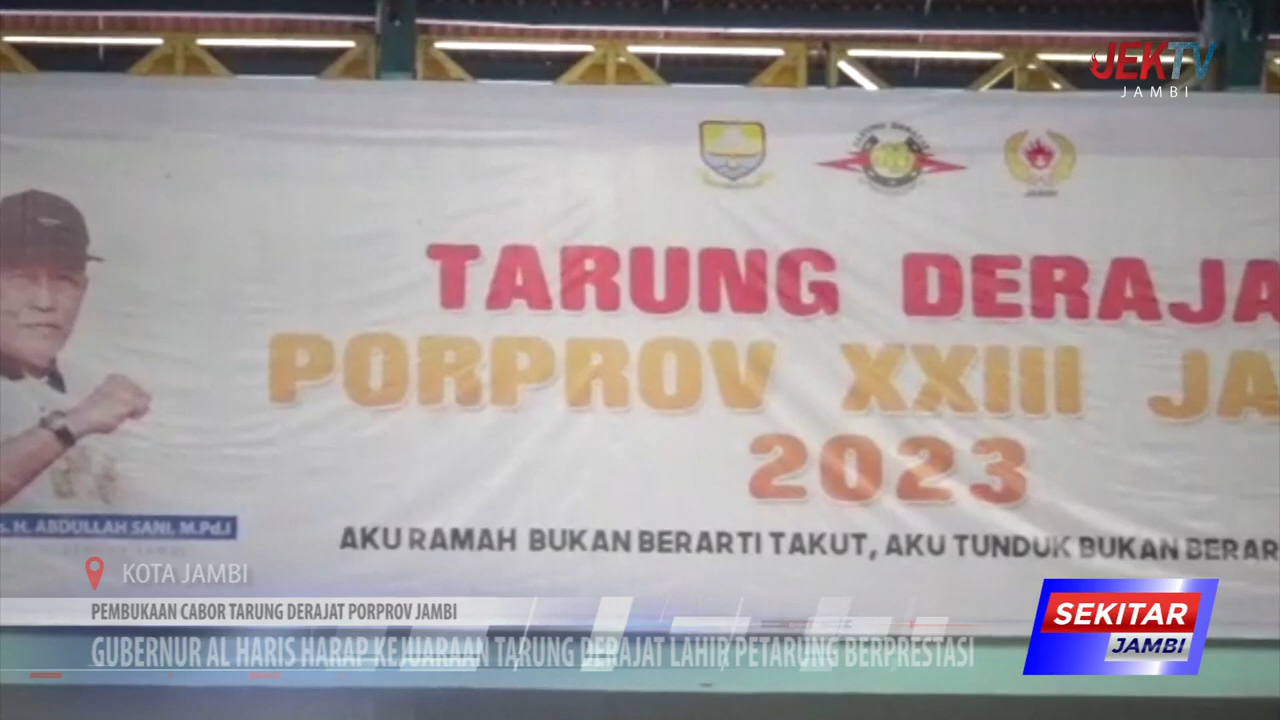 JEKTV
JAMBI
TARUNG DERAJA
PORPROV XXIII JA
2023
s. H. ABDULLAH SANI, M.Pd.I
AKU RAMAH BUKAN BERARTI TAKUT, AKU TUNDUK BUKAN BERAR
KOTA JAMBI
PEMBUKAAN CABOR TARUNG DERAJAT PORPROV JAMBI
GUBERNUR AL HARIS HARAP KEJUARAAN TARUNG DERAJAT LAHIR PETARUNG BERPRESTASI
SEKITAR
JAMBI